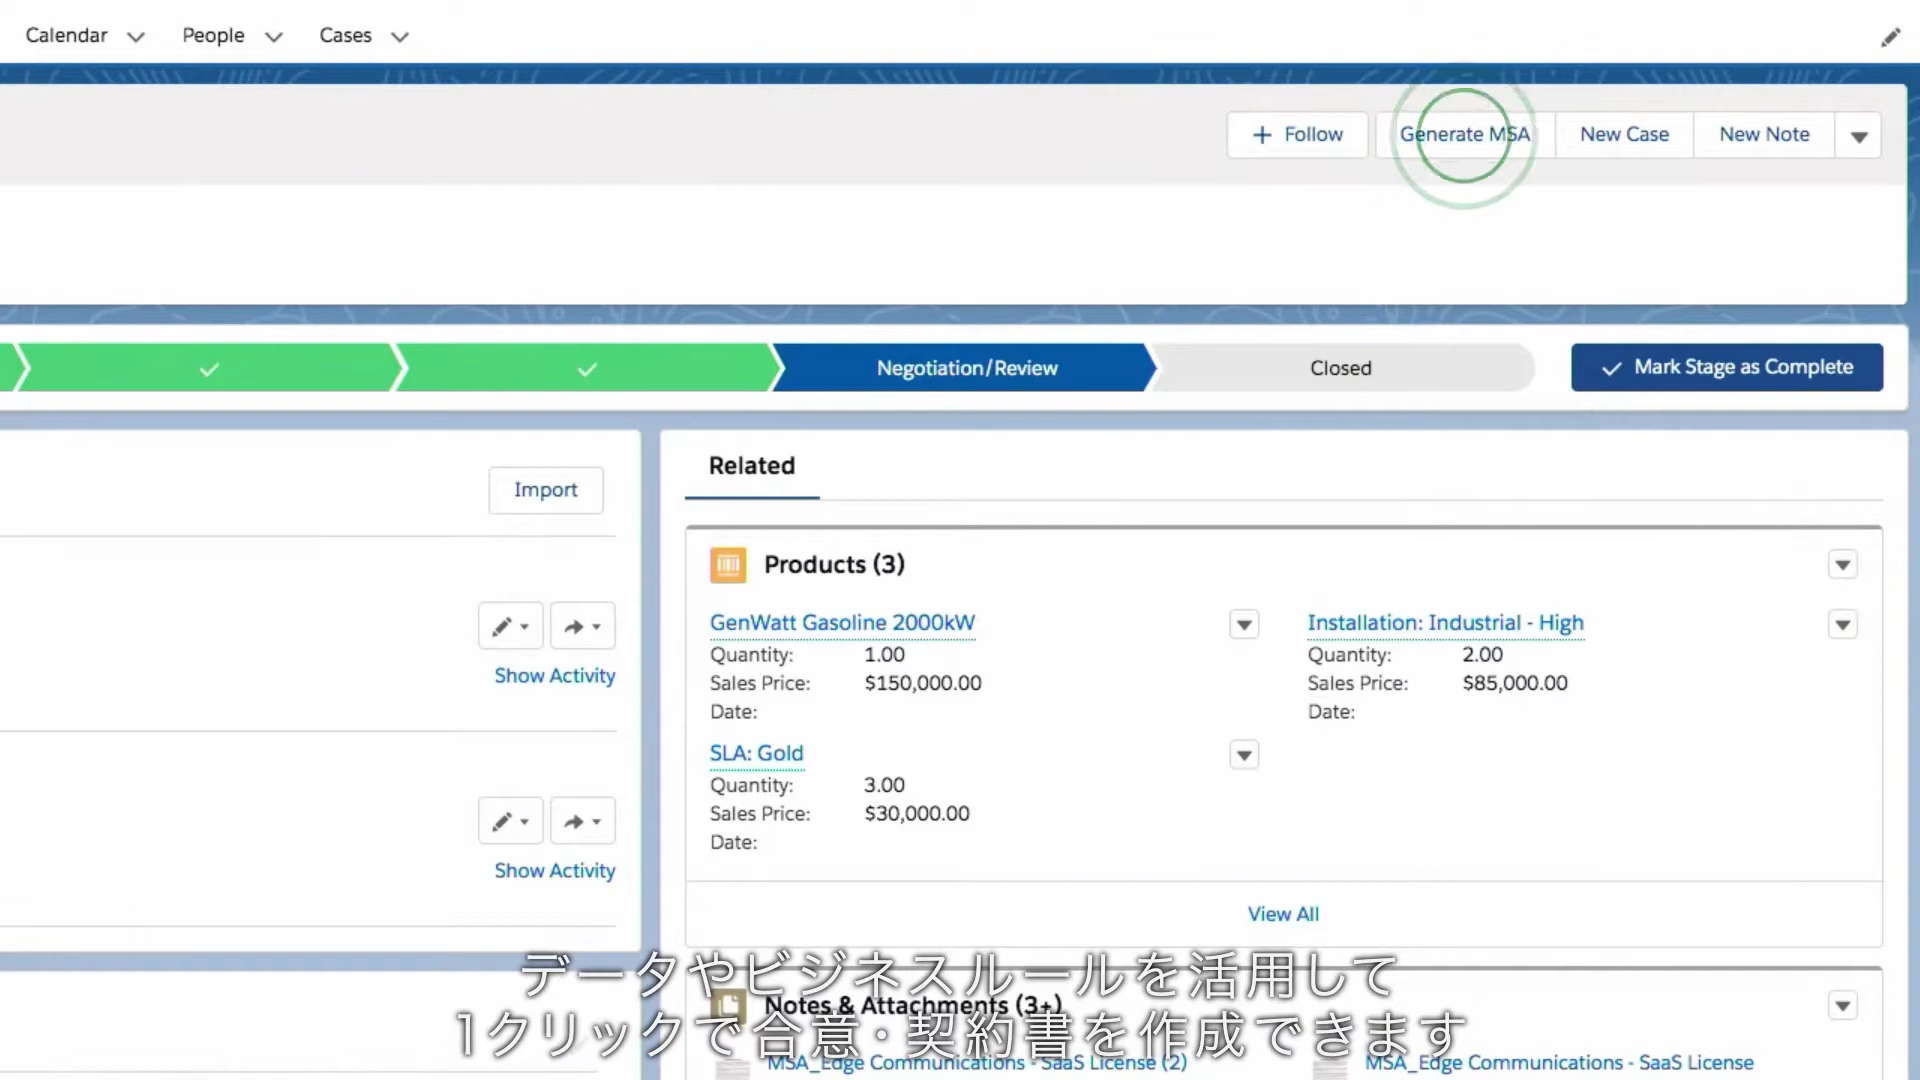 Calendar
People
Cases
Follow
Generate MSA
New Case
New Note
Negotiation/Review
Closed
Mark Stage as Complete
Import
Show Activity
Show Activity
Related
Products (3)
GenWatt Gasoline 2000kW
Quantity: 1.00
Sales Price: $150,000.00
Date:
Installation: Industrial - High
Quantity: 2.00
Sales Price: $85,000.00
Date:
SLA: Gold
Quantity: 3.00
Sales Price: $30,000.00
Date:
View All
Notes & Attachments (3+)
MSA_Edge Communications - SaaS License (2)
MSA_Edge Communications - SaaS License
データやビジネスルールを活用して
1クリックで合意・契約書を作成できます